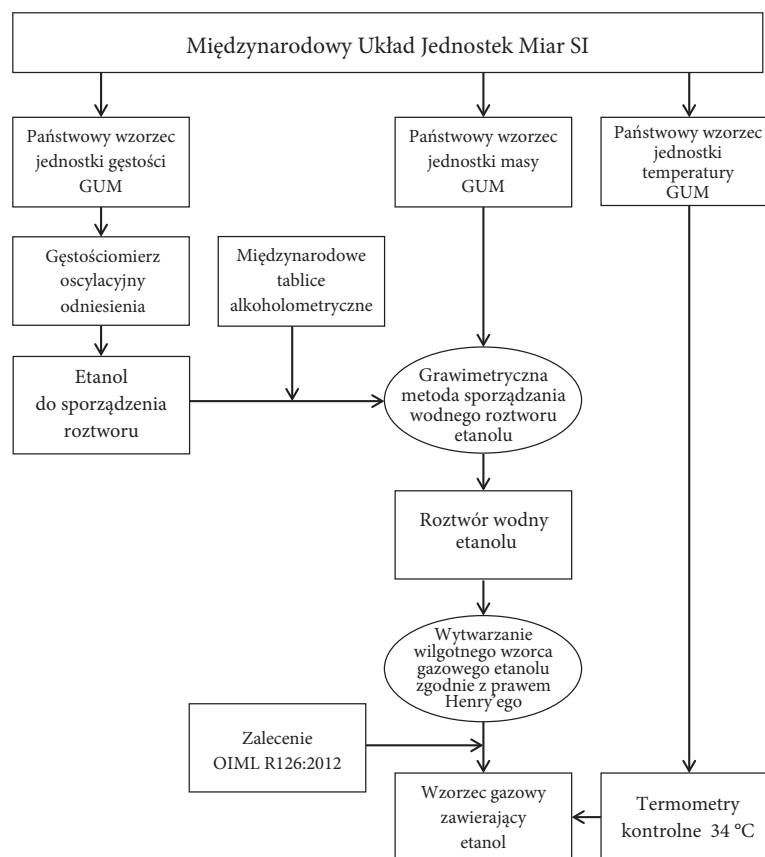 Międzynarodowy Układ Jednostek Miar SI
Państwowy wzorzec
jednostki gęstości
GUM
Państwowy wzorzec
jednostki masy
GUM
Państwowy wzorzec
jednostki
temperatury
GUM
Gęstościomierz
oscylacyjny
odniesienia
Międzynarodowe
tablice
alkoholometryczne
Etanol
do sporządzenia
roztworu
Grawimetryczna
metoda sporządzania
wodnego roztworu
etanolu
Roztwór wodny
etanolu
Wytwarzanie
wilgotnego wzorca
gazowego etanolu
zgodnie z prawem
Henry'ego
Zalecenie
OIML R126:2012
Wzorzec gazowy
zawierający
etanol
Termometry
kontrolne 34 °C